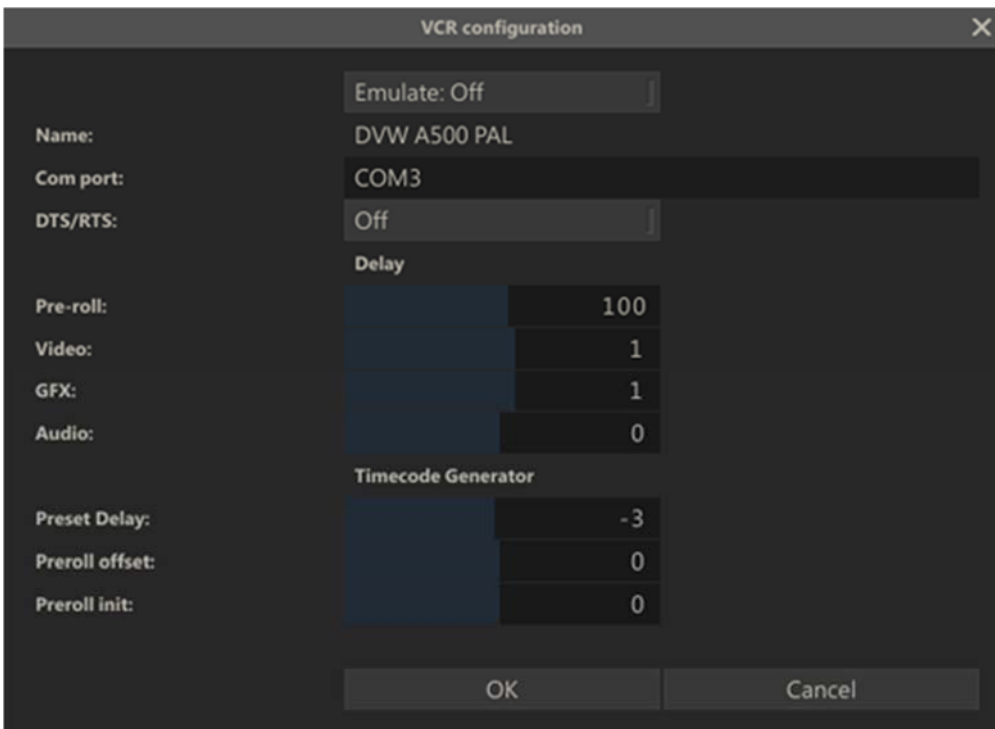 VCR configuration
Emulate: Off
Name: DVW A500 PAL
Com port: COM3
DTS/RTS: Off
Delay
Pre-roll: 100
Video: 1
GFX: 1
Audio: 0
Timecode Generator
Preset Delay: -3
Preroll offset: 0
Preroll init: 0
OK Cancel